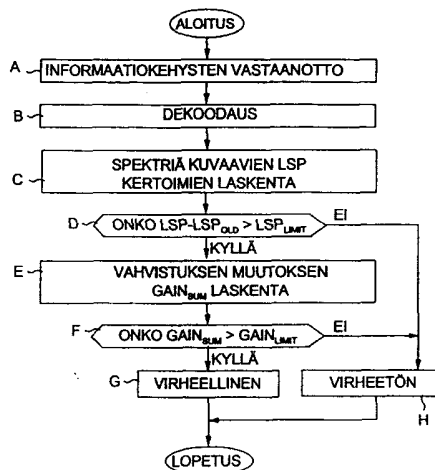 ALOITUS
A
INFORMAATIOKEHYSTEN VASTAANOTTO
B
DEKOODAUS
C
SPEKTRIÄ KUVAAVIEN LSP
KERTOIMIEN LASKENTA
D
ONKO LSP-LSP_OLD > LSP_LIMIT
EI
KYLLÄ
E
VAHVISTUKSEN MUUTOKSEN
GAIN_SUM LASKENTA
F
ONKO GAIN_SUM > GAIN_LIMIT
EI
KYLLÄ
G
VIRHEELLINEN
VIRHEETÖN
H
LOPETUS